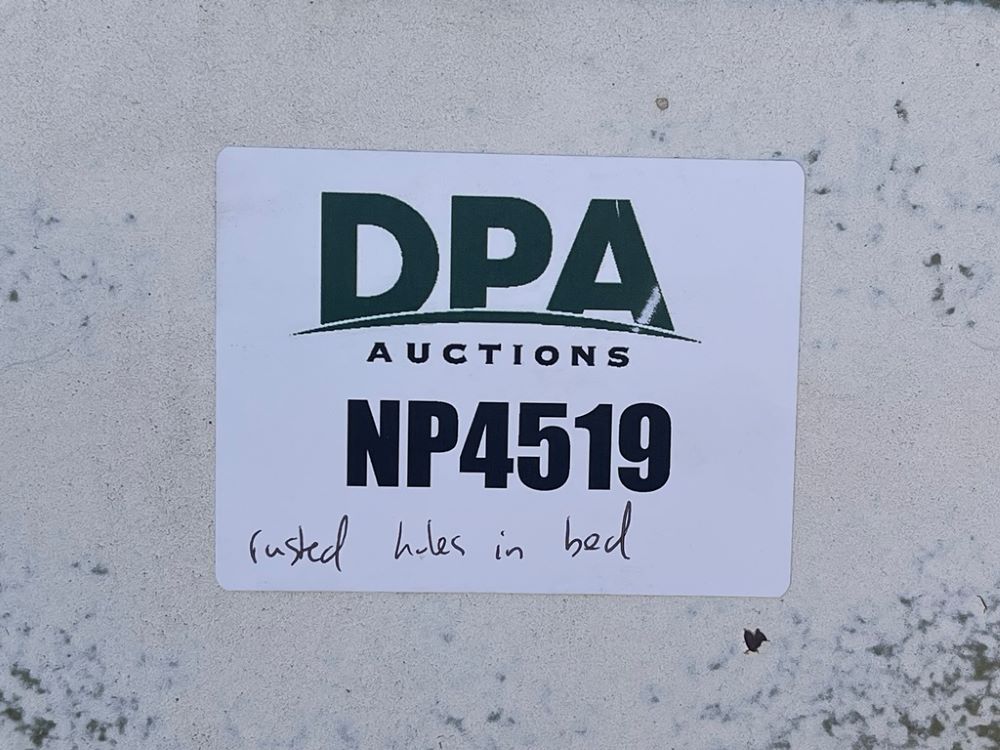 DPA
AUCTIONS
NP4519
rusted holes in bed